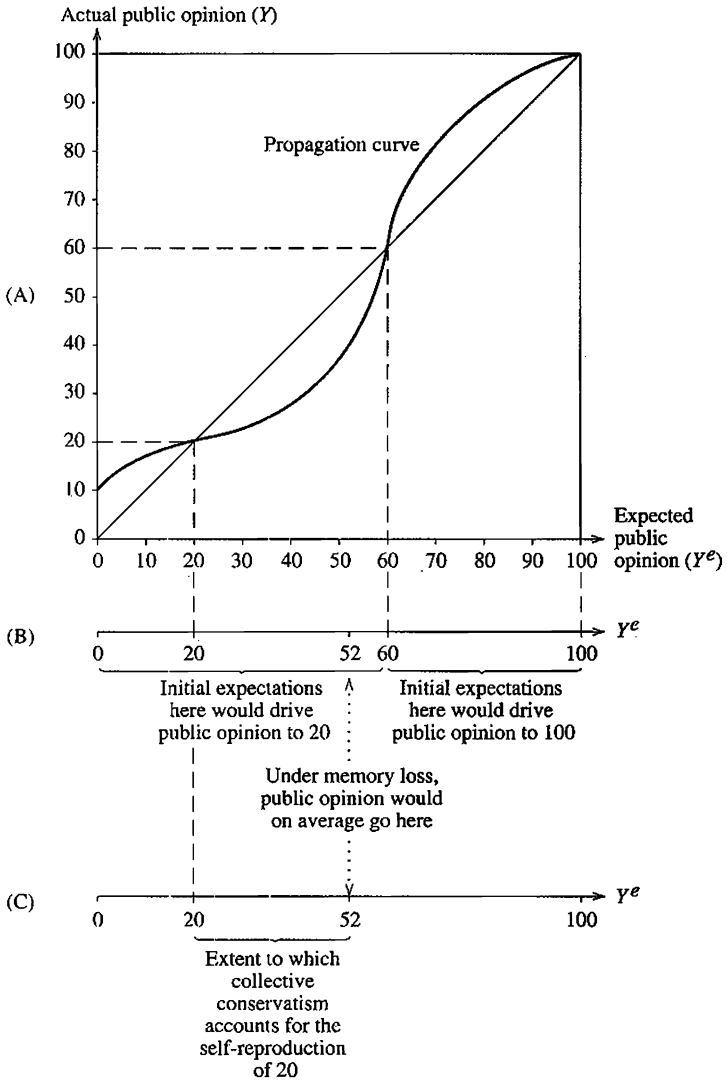 Actual public opinion (Y)
100
90
80
Propagation curve
70
60
(A)
50
40
30
20
10
0
Expected
public
opinion (Yᵉ)
0 10 20 30 40 50 60 70 80 90 100
(B)
Yᵉ
0 20 52 60 100
Initial expectations
here would drive
public opinion to 20
Initial expectations
here would drive
public opinion to 100
Under memory loss,
public opinion would
on average go here
(C)
Yᵉ
0 20 52 100
Extent to which
collective
conservatism
accounts for the
self-reproduction
of 20